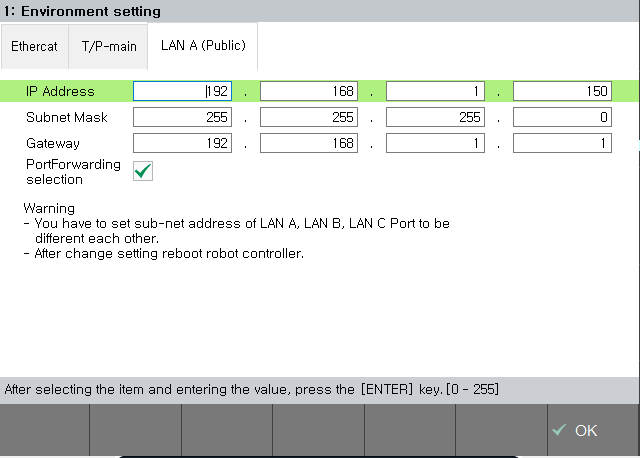 1: Environment setting
Ethercat T/P-main LAN A (Public)
IP Address 192 . 168 . 1 . 150
Subnet Mask 255 . 255 . 255 . 0
Gateway 192 . 168 . 1 . 1
PortForwarding
selection
Warning
- You have to set sub-net address of LAN A, LAN B, LAN C Port to be
different each other.
- After change setting reboot robot controller.
After selecting the item and entering the value, press the [ENTER] key.[0 - 255]
OK